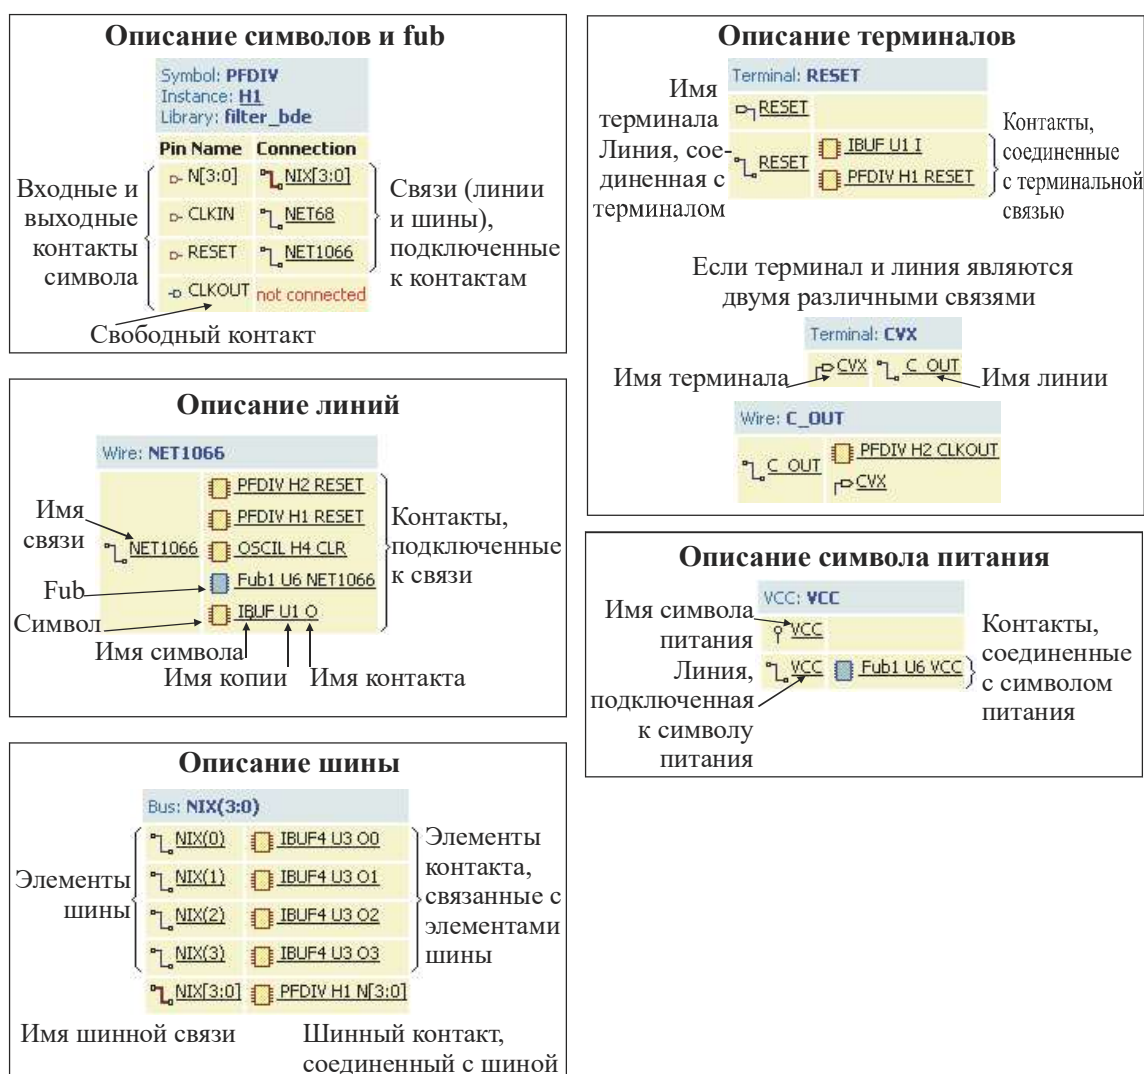 Описание символов и fub
Symbol: PFDIV
Instance: H1
Library: filter_bde
Pin Name Connection
N[3:0] NIX[3:0]
CLKIN NET68
RESET NET1066
CLKOUT not connected
Входные и
выходные
контакты
символа
Связи (линии
и шины),
подключенные
к контактам
Свободный контакт
Описание линий
Wire: NET1066
Имя
связи
NET1066
PFDIV H2 RESET
PFDIV H1 RESET
OSCIL H4 CLR
Fub1 U6 NET1066
IBUF U1 O
Контакты,
подключенные
к связи
Fub
Символ
Имя символа
Имя копии
Имя контакта
Описание шины
Bus: NIX(3:0)
NIX(0) IBUF4 U3 O0
NIX(1) IBUF4 U3 O1
NIX(2) IBUF4 U3 O2
NIX(3) IBUF4 U3 O3
NIX[3:0] PFDIV H1 N[3:0]
Элементы
шины
Элементы
контакта,
связанные с
элементами
шины
Имя шинной связи
Шинный контакт,
соединенный с шиной
Описание терминалов
Terminal: RESET
Имя
терминала
RESET
Линия, сое-
диненная с
терминалом
RESET
IBUF U1 I
PFDIV H1 RESET
Контакты,
соединенные
с терминальной
связью
Если терминал и линия являются
двумя различными связями
Terminal: CVX
Имя терминала CVX C_OUT Имя линии
Wire: C_OUT
C_OUT
PFDIV H2 CLKOUT
CVX
Описание символа питания
VCC: VCC
Имя символа
питания
VCC
Линия,
подключенная
к символу
питания
VCC Fub1 U6 VCC
Контакты,
соединенные
с символом
питания